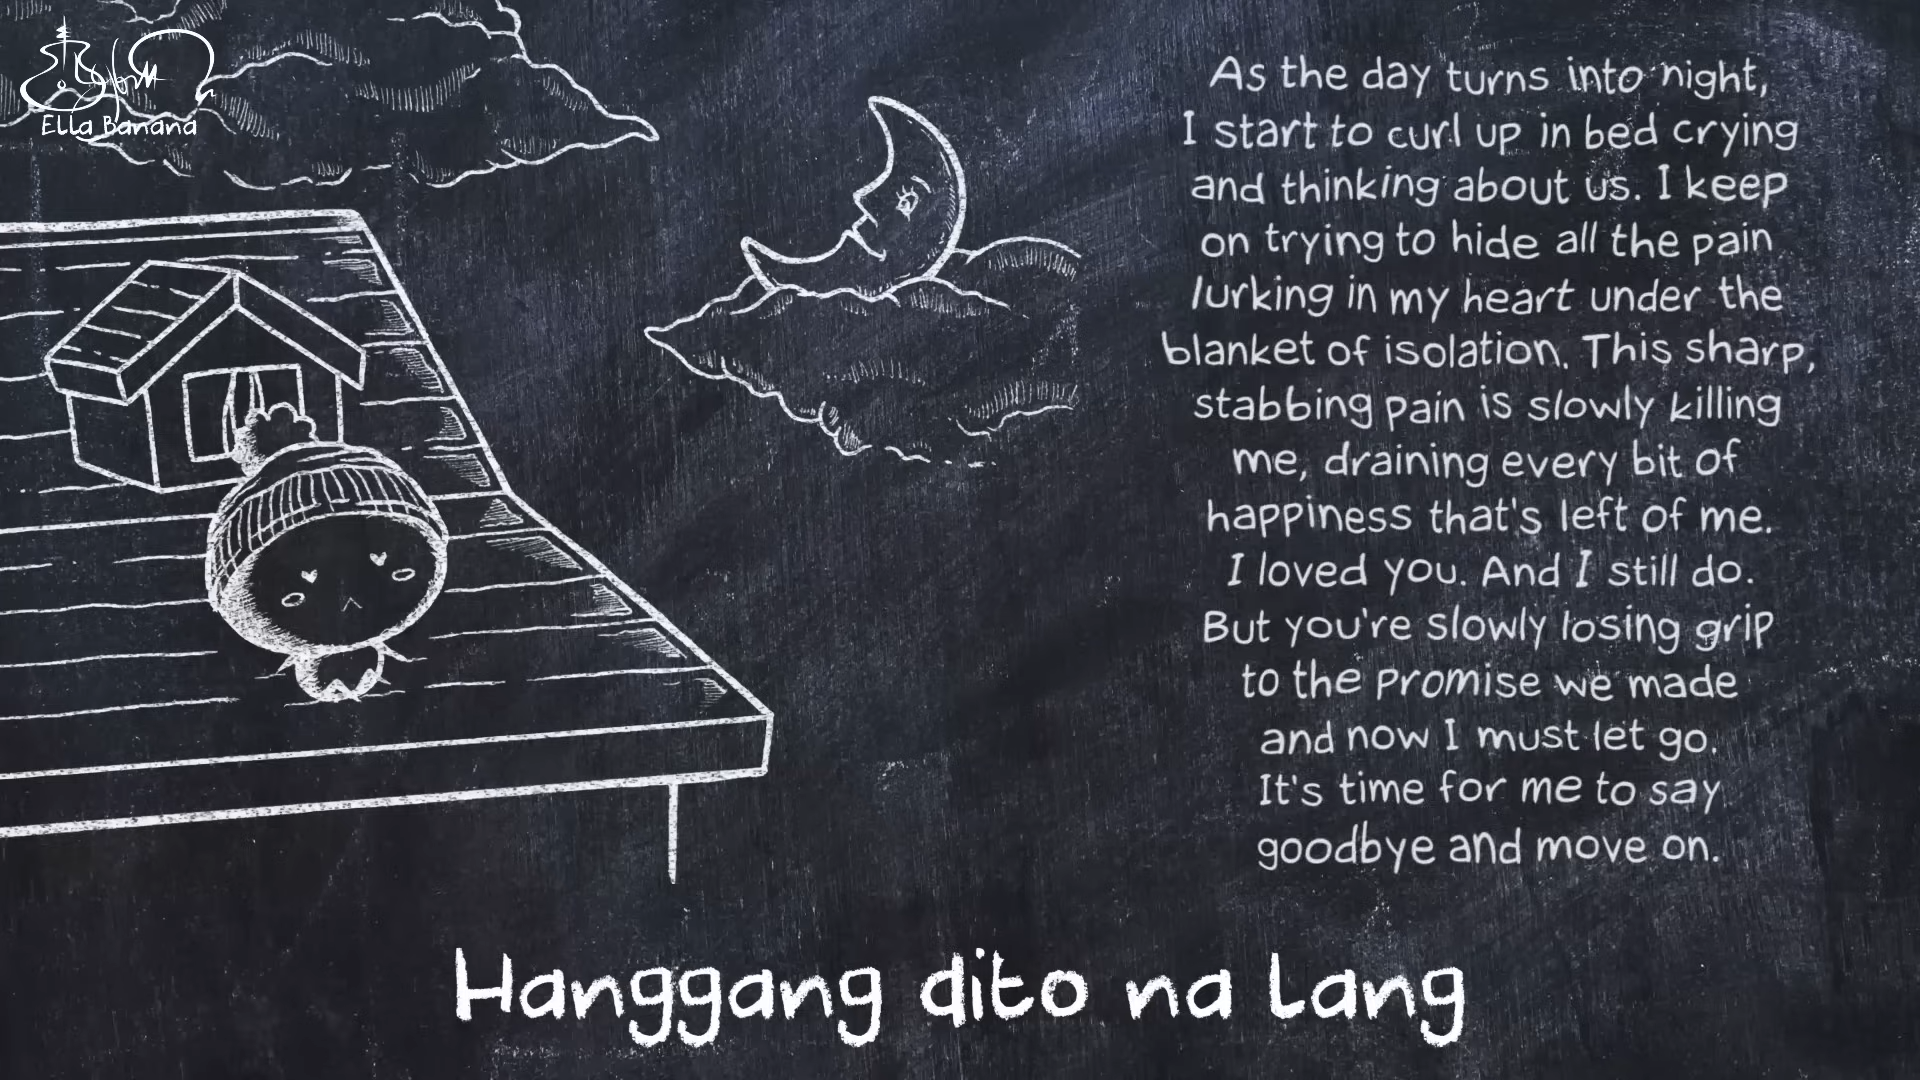 Ella Banana
As the day turns into night,
I start to curl up in bed crying
and thinking about us. I keep
on trying to hide all the pain
lurking in my heart under the
blanket of isolation. This sharp,
stabbing pain is slowly killing
me, draining every bit of
happiness that's left of me.
I loved you. And I still do.
But you're slowly losing grip
to the promise we made
and now I must let go.
It's time for me to say
goodbye and move on.
Hanggang dito na lang